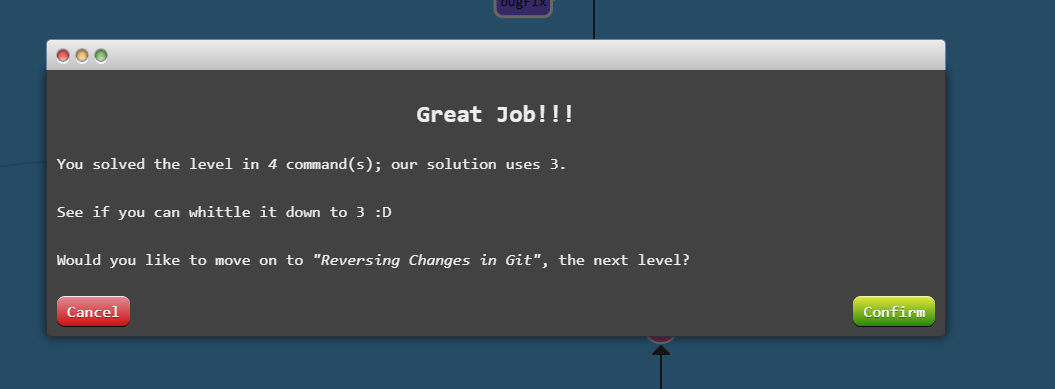 bugFix
Great Job!!!
You solved the level in 4 command(s); our solution uses 3.
See if you can whittle it down to 3 :D
Would you like to move on to "Reversing Changes in Git", the next level?
Cancel
Confirm